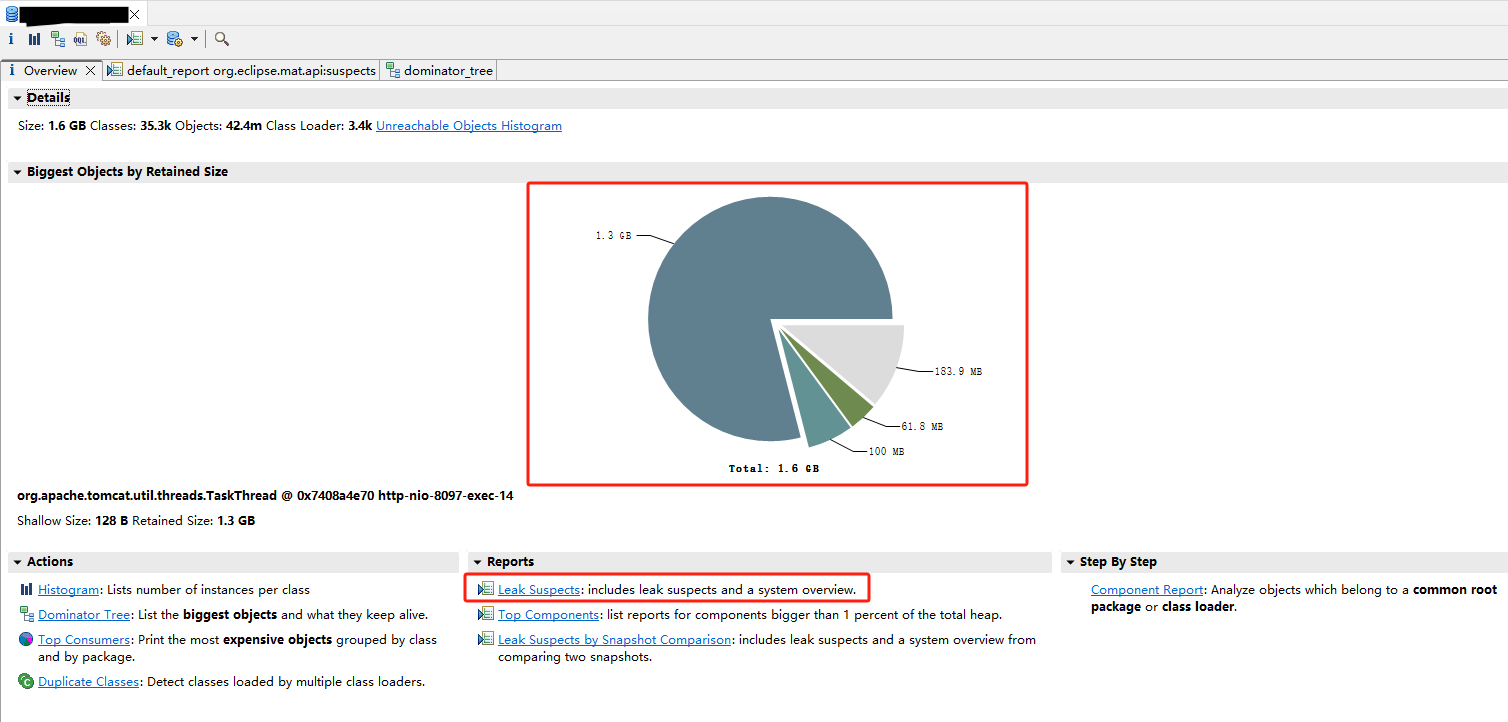 Overview
default_report org.eclipse.mat.api:suspects
dominator_tree
Details
Size: 1.6 GB Classes: 35.3k Objects: 42.4m Class Loader: 3.4k Unreachable Objects Histogram
Biggest Objects by Retained Size
1.3 GB
183.9 MB
61.8 MB
100 MB
Total: 1.6 GB
org.apache.tomcat.util.threads.TaskThread @ 0x7408a4e70 http-nio-8097-exec-14
Shallow Size: 128 B Retained Size: 1.3 GB
Actions
Histogram: Lists number of instances per class
Dominator Tree: List the biggest objects and what they keep alive.
Top Consumers: Print the most expensive objects grouped by class
and by package.
Duplicate Classes: Detect classes loaded by multiple class loaders.
Reports
Leak Suspects: includes leak suspects and a system overview.
Top Components: list reports for components bigger than 1 percent of the total heap.
Leak Suspects by Snapshot Comparison: includes leak suspects and a system overview from
comparing two snapshots.
Step By Step
Component Report: Analyze objects which belong to a common root
package or class loader.